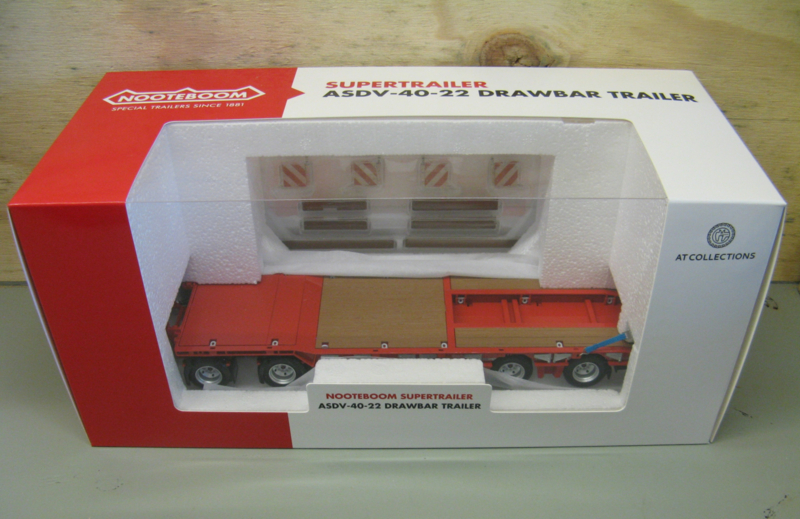 NOOTEBOOM
SPECIAL TRAILERS SINCE 1881
SUPERTRAILER
ASDV-40-22 DRAWBAR TRAILER
AT COLLECTIONS
NOOTEBOOM SUPERTRAILER
ASDV-40-22 DRAWBAR TRAILER